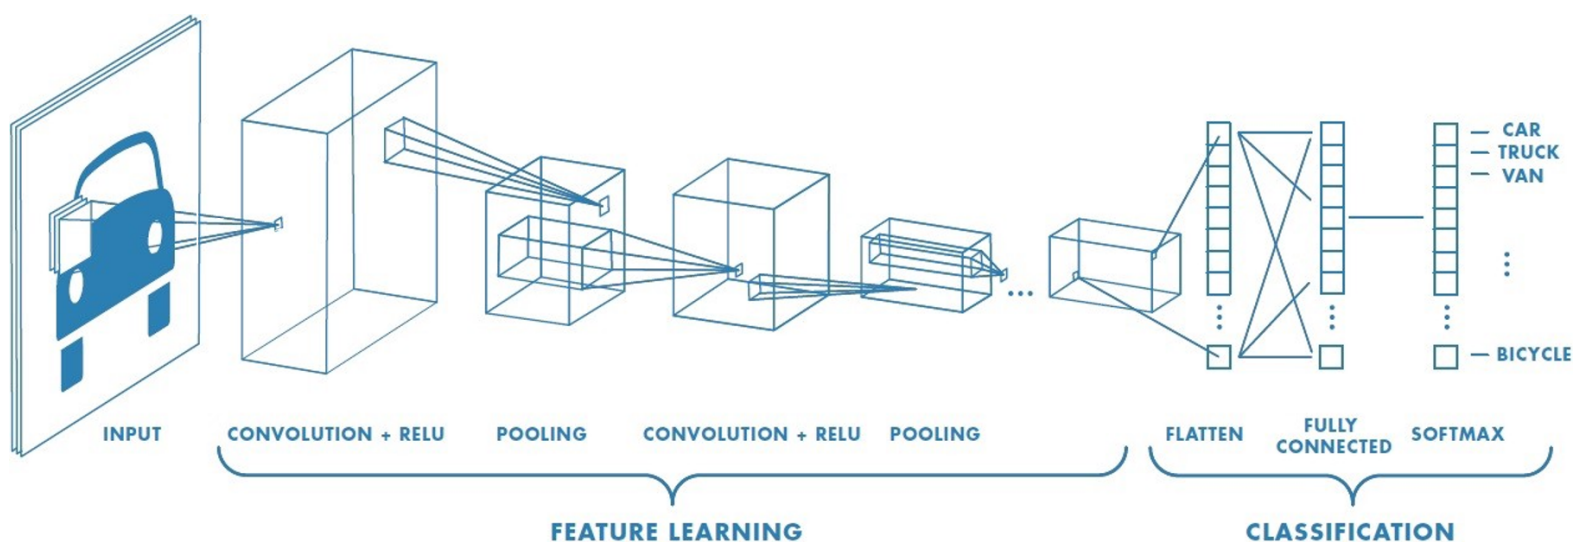 CAR
TRUCK
VAN
BICYCLE
INPUT
CONVOLUTION + RELU
POOLING
CONVOLUTION + RELU
POOLING
FLATTEN
FULLY
CONNECTED
SOFTMAX
FEATURE LEARNING
CLASSIFICATION